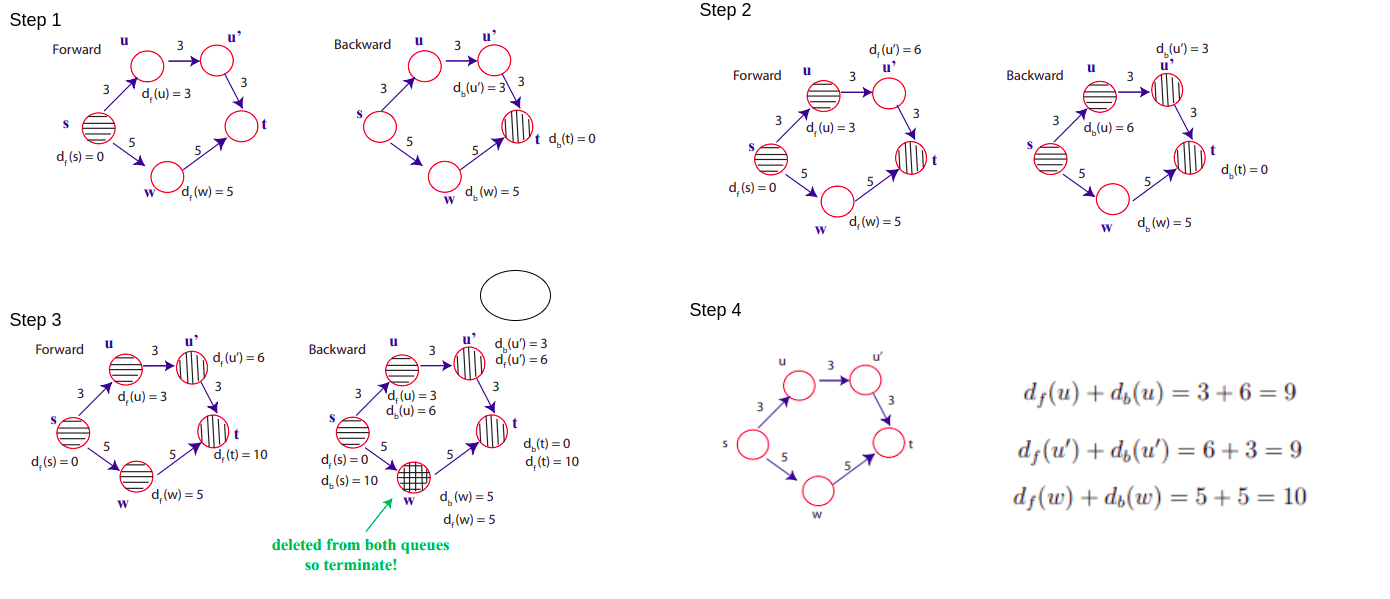 Step 1
Forward
u
3
u’
3
d_f(u) = 3
3
s
t
d_f(s) = 0
5
5
w
d_f(w) = 5
Backward
u
3
u’
3
d_b(u’) = 3
3
s
t
d_b(t) = 0
5
5
w
d_b(w) = 5
Step 2
Forward
d_f(u’) = 6
u
3
u’
3
d_f(u) = 3
3
s
t
d_f(s) = 0
5
5
w
d_f(w) = 5
Backward
d_b(u’) = 3
u
3
u’
3
d_b(u) = 6
3
s
t
d_b(t) = 0
5
5
w
d_b(w) = 5
Step 3
Forward
u
3
u’
d_f(u’) = 6
3
d_f(u) = 3
3
s
t
d_f(s) = 0
d_f(t) = 10
5
5
w
d_f(w) = 5
Backward
u
3
u’
d_b(u’) = 3
d_f(u’) = 6
3
d_f(u) = 3
d_b(u) = 6
3
s
t
d_b(t) = 0
d_f(t) = 10
d_f(s) = 0
d_b(s) = 10
5
5
w
d_b(w) = 5
d_f(w) = 5
deleted from both queues
so terminate!
Step 4
u
3
u’
3
3
s
t
5
5
w
d_f(u) + d_b(u) = 3 + 6 = 9
d_f(u′) + d_b(u′) = 6 + 3 = 9
d_f(w) + d_b(w) = 5 + 5 = 10